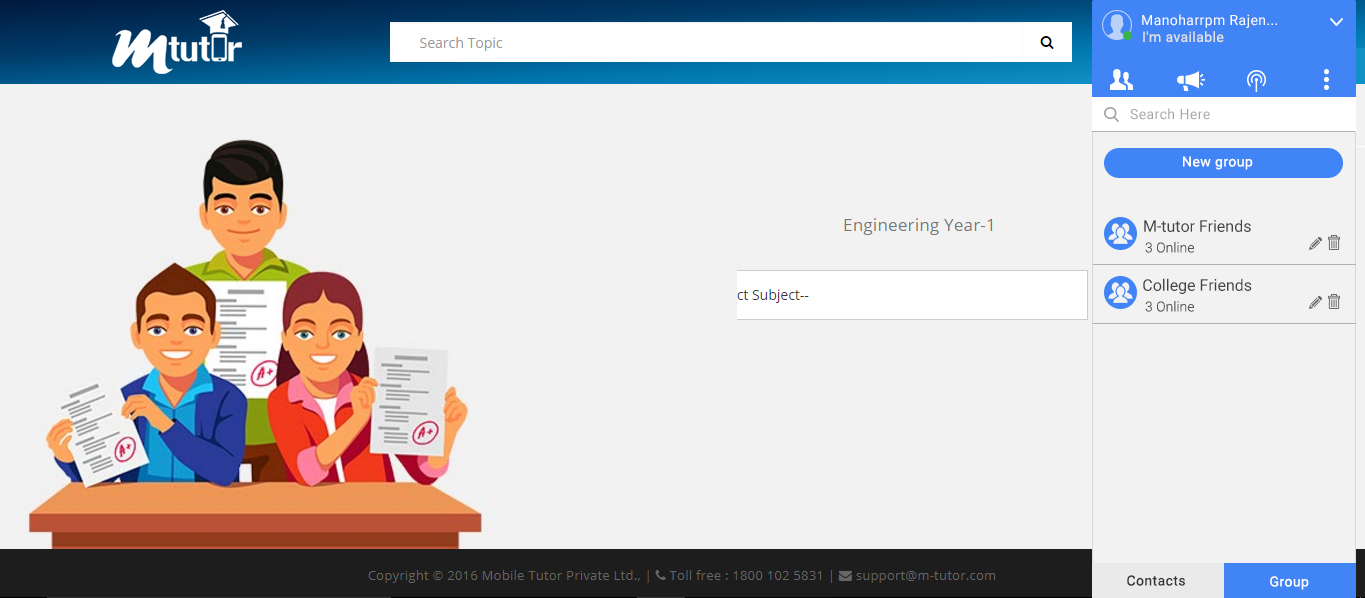 Mtutor
Search Topic
Manoharrpm Rajen...
I'm available
Search Here
New group
Engineering Year-1
M-tutor Friends
3 Online
ct Subject--
College Friends
3 Online
A+
A+
A+
Copyright © 2016 Mobile Tutor Private Ltd., | Toll free : 1800 102 5831 | support@m-tutor.com
Contacts
Group